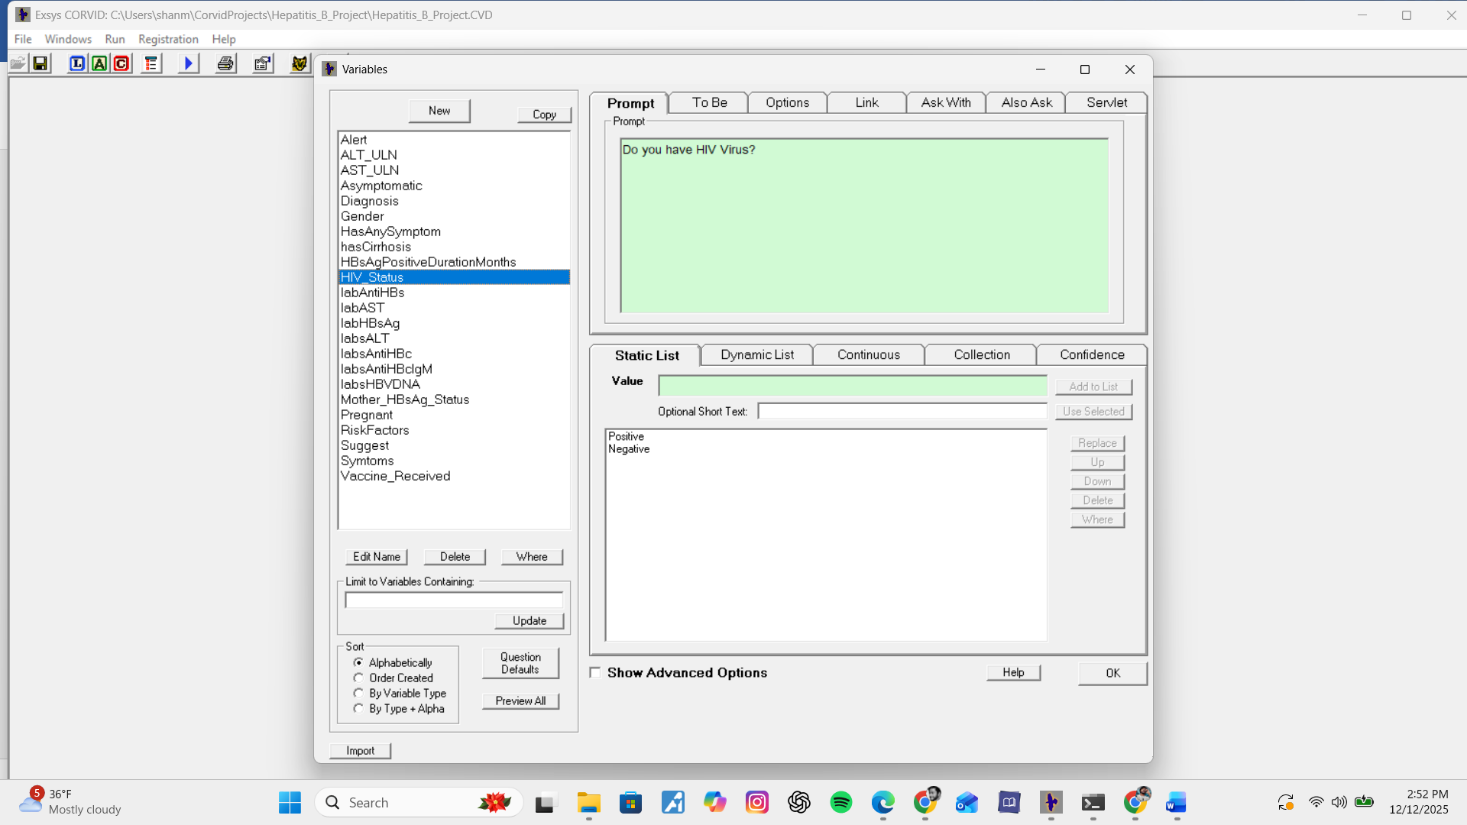 Exsys CORVID: C:\Users\shanm\CorvidProjects\Hepatitis_B_Project\Hepatitis_B_Project.CVD
File Windows Run Registration Help
L A C
Variables
New Copy
Alert
ALT_ULN
AST_ULN
Asymptomatic
Diagnosis
Gender
HasAnySymptom
hasCirrhosis
HBsAgPositiveDurationMonths
HIV_Status
labAntiHBs
labAST
labHBsAg
labsALT
labsAntiHBc
labsAntiHBcIgM
labsHBVDNA
Mother_HBsAg_Status
Pregnant
RiskFactors
Suggest
Symtoms
Vaccine_Received
Edit Name Delete Where
Limit to Variables Containing:
Update
Sort
Alphabetically
Order Created
By Variable Type
By Type + Alpha
Question
Defaults
Preview All
Import
Prompt To Be Options Link Ask With Also Ask Servlet
Prompt
Do you have HIV Virus?
Static List Dynamic List Continuous Collection Confidence
Value Add to List
Optional Short Text: Use Selected
Positive
Negative
Replace
Up
Down
Delete
Where
Show Advanced Options Help OK
5
36°F
Mostly cloudy
Search
2:52 PM
12/12/2025